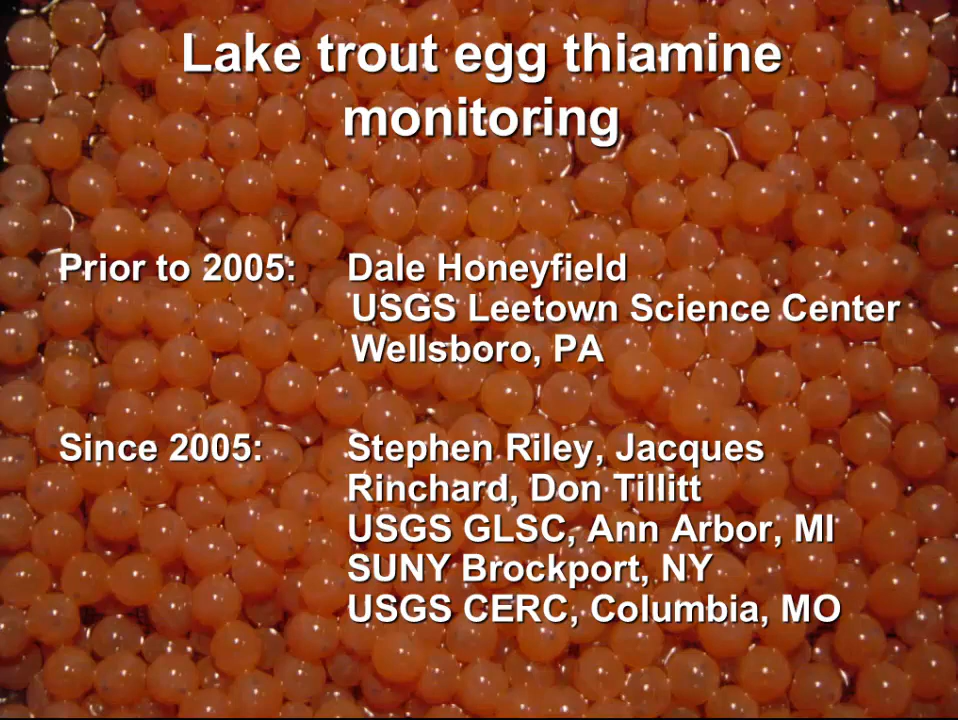 Lake trout egg thiamine
monitoring
Prior to 2005: Dale Honeyfield
USGS Leetown Science Center
Wellsboro, PA
Since 2005: Stephen Riley, Jacques
Rinchard, Don Tillitt
USGS GLSC, Ann Arbor, MI
SUNY Brockport, NY
USGS CERC, Columbia, MO